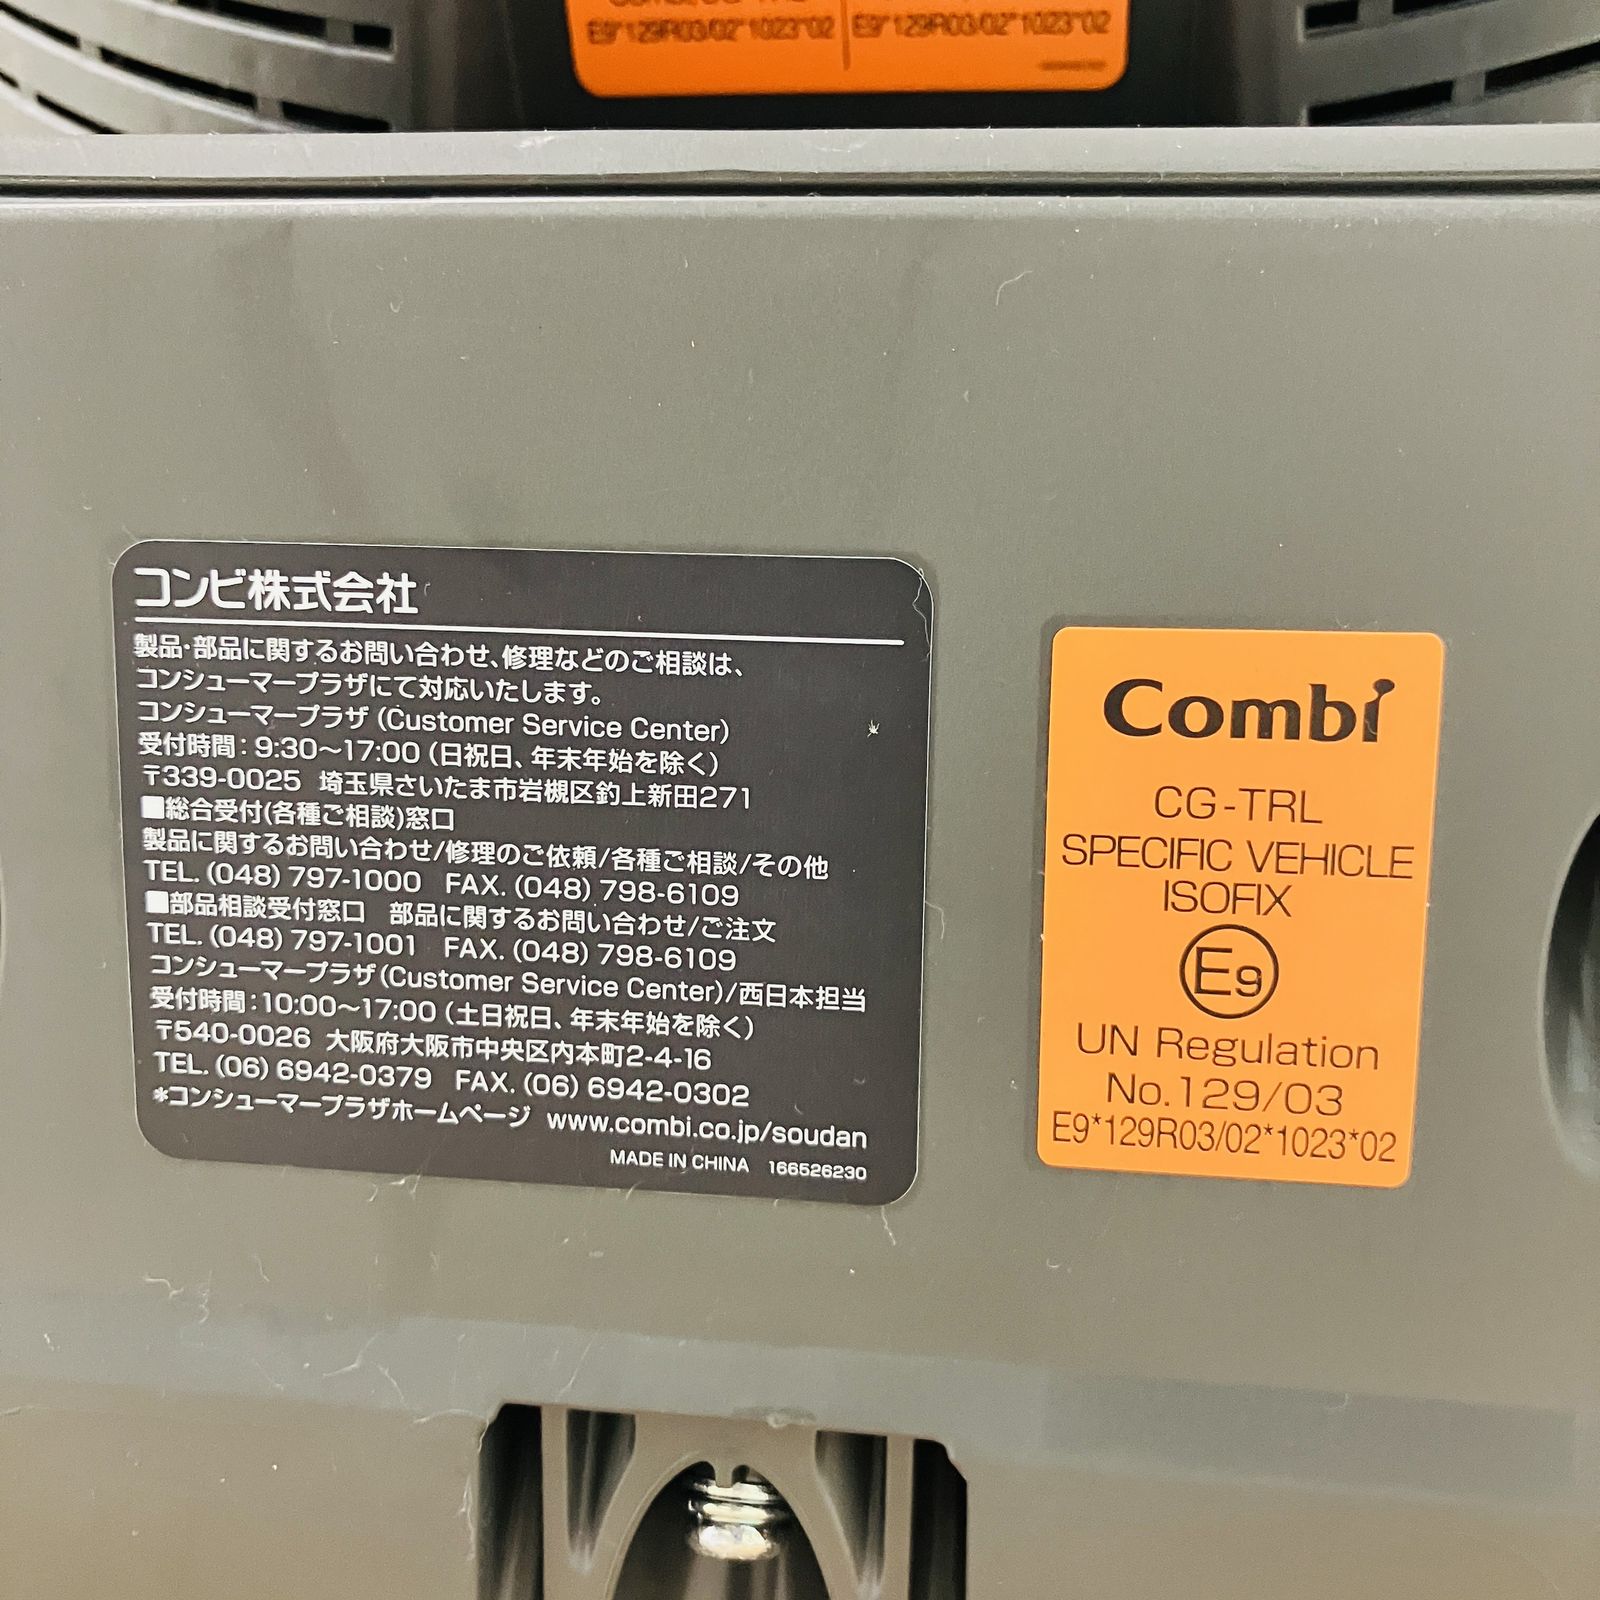 E9*129R03/02*1023*02 E9*129R03/02*1023*02
コンビ株式会社
製品・部品に関するお問い合わせ、修理などのご相談は、
コンシューマープラザにて対応いたします。
コンシューマープラザ (Customer Service Center)
受付時間：9:30～17:00 (日祝日、年末年始を除く)
〒339-0025 埼玉県さいたま市岩槻区釣上新田271
■総合受付(各種ご相談)窓口
製品に関するお問い合わせ/修理のご依頼/各種ご相談/その他
TEL. (048) 797-1000 FAX. (048) 798-6109
■部品相談受付窓口 部品に関するお問い合わせ/ご注文
TEL. (048) 797-1001 FAX. (048) 798-6109
コンシューマープラザ(Customer Service Center)/西日本担当
受付時間：10:00～17:00 (土日祝日、年末年始を除く)
〒540-0026 大阪府大阪市中央区内本町2-4-16
TEL. (06) 6942-0379 FAX. (06) 6942-0302
*コンシューマープラザホームページ www.combi.co.jp/soudan
MADE IN CHINA 166526230
Combi
CG-TRL
SPECIFIC VEHICLE
ISOFIX
E9
UN Regulation
No.129/03
E9*129R03/02*1023*02